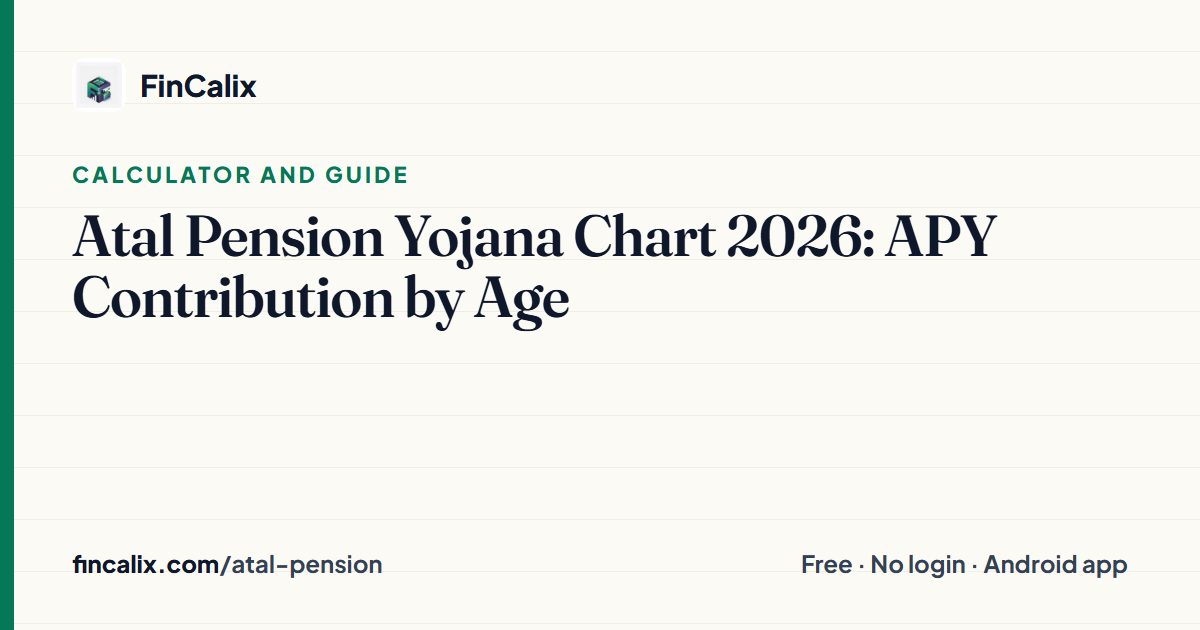 FinCalix
CALCULATOR AND GUIDE
Atal Pension Yojana Chart 2026: APY
Contribution by Age
fincalix.com/atal-pension
Free · No login · Android app